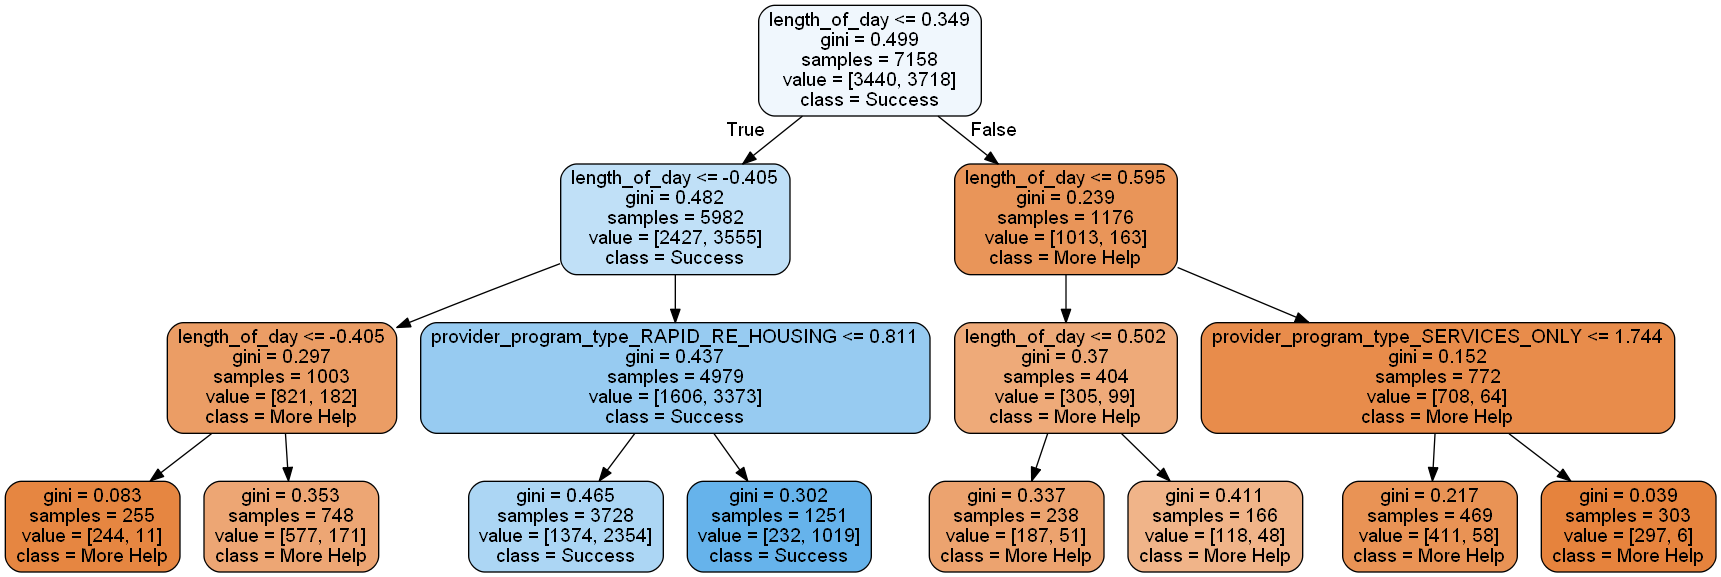 length_of_day <= 0.349
gini = 0.499
samples = 7158
value = [3440, 3718]
class = Success
True
False
length_of_day <= -0.405
gini = 0.482
samples = 5982
value = [2427, 3555]
class = Success
length_of_day <= 0.595
gini = 0.239
samples = 1176
value = [1013, 163]
class = More Help
length_of_day <= -0.405
gini = 0.297
samples = 1003
value = [821, 182]
class = More Help
provider_program_type_RAPID_RE_HOUSING <= 0.811
gini = 0.437
samples = 4979
value = [1606, 3373]
class = Success
length_of_day <= 0.502
gini = 0.37
samples = 404
value = [305, 99]
class = More Help
provider_program_type_SERVICES_ONLY <= 1.744
gini = 0.152
samples = 772
value = [708, 64]
class = More Help
gini = 0.083
samples = 255
value = [244, 11]
class = More Help
gini = 0.353
samples = 748
value = [577, 171]
class = More Help
gini = 0.465
samples = 3728
value = [1374, 2354]
class = Success
gini = 0.302
samples = 1251
value = [232, 1019]
class = Success
gini = 0.337
samples = 238
value = [187, 51]
class = More Help
gini = 0.411
samples = 166
value = [118, 48]
class = More Help
gini = 0.217
samples = 469
value = [411, 58]
class = More Help
gini = 0.039
samples = 303
value = [297, 6]
class = More Help